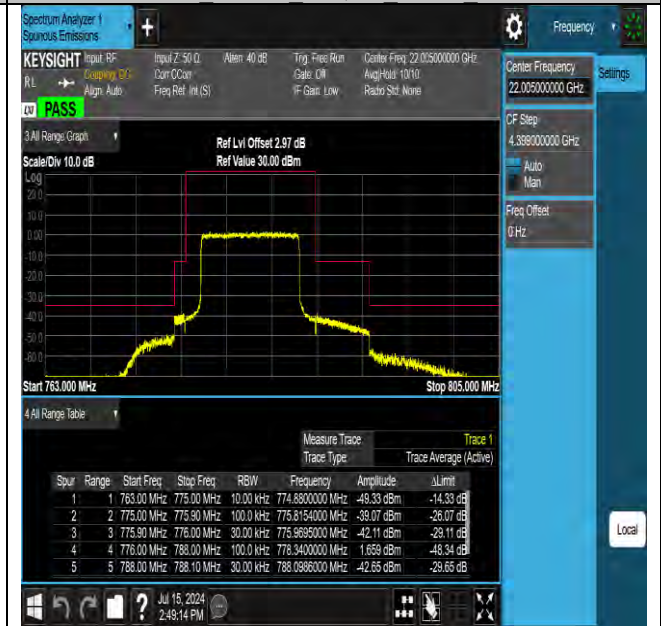 Spectrum Analyzer 1
Spurious Emissions
+
Frequency
KEYSIGHT Input: RF Input Z: 50 Ω Atten: 40 dB Trig: Free Run Center Freq: 22.005000000 GHz
RL Coupling: DC Corr CCorr Gate: Off Avg|Hold: 10/10
Align: Auto Freq Ref: Int (S) IF Gain: Low Radio Std: None
LXI PASS
Center Frequency
22.005000000 GHz
Settings
CF Step
4.399000000 GHz
Auto
Man
Freq Offset
0 Hz
3 All Range Graph
Ref Lvl Offset 2.97 dB
Scale/Div 10.0 dB Ref Value 30.00 dBm
Log
20.0
10.0
0.00
-10.0
-20.0
-30.0
-40.0
-50.0
-60.0
Start 763.000 MHz Stop 805.000 MHz
4 All Range Table
Measure Trace Trace 1
Trace Type Trace Average (Active)
Spur Range Start Freq Stop Freq RBW Frequency Amplitude ΔLimit
1 1 763.00 MHz 775.00 MHz 10.00 kHz 774.8800000 MHz -49.33 dBm -14.33 dB
2 2 775.00 MHz 775.90 MHz 100.0 kHz 775.8154000 MHz -39.07 dBm -26.07 dB
3 3 775.90 MHz 776.00 MHz 30.00 kHz 775.9695000 MHz -42.11 dBm -29.11 dB
4 4 776.00 MHz 788.00 MHz 100.0 kHz 778.3400000 MHz 1.659 dBm -48.34 dB
5 5 788.00 MHz 788.10 MHz 30.00 kHz 788.0986000 MHz -42.65 dBm -29.65 dB
Local
? Jul 15, 2024
2:49:14 PM